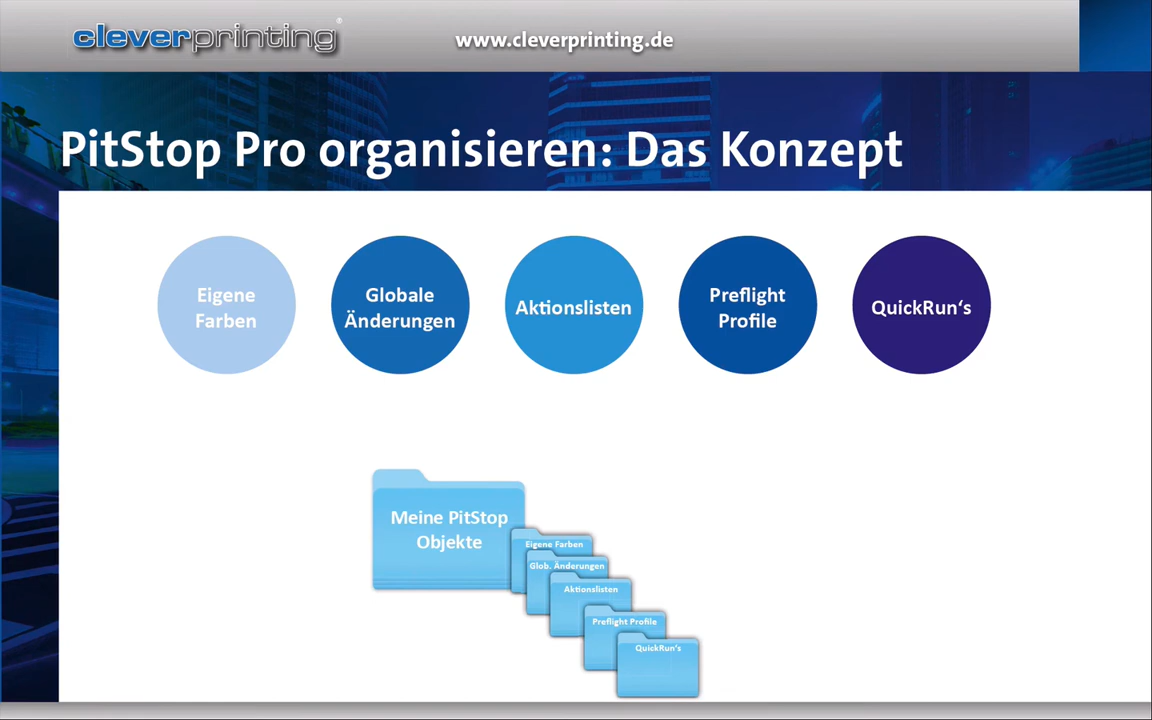 cleverprinting®
www.cleverprinting.de
PitStop Pro organisieren: Das Konzept
Eigene
Farben
Globale
Änderungen
Aktionslisten
Preflight
Profile
QuickRun‘s
Meine PitStop
Objekte
Eigene Farben
Glob. Änderungen
Aktionslisten
Preflight Profile
QuickRun's